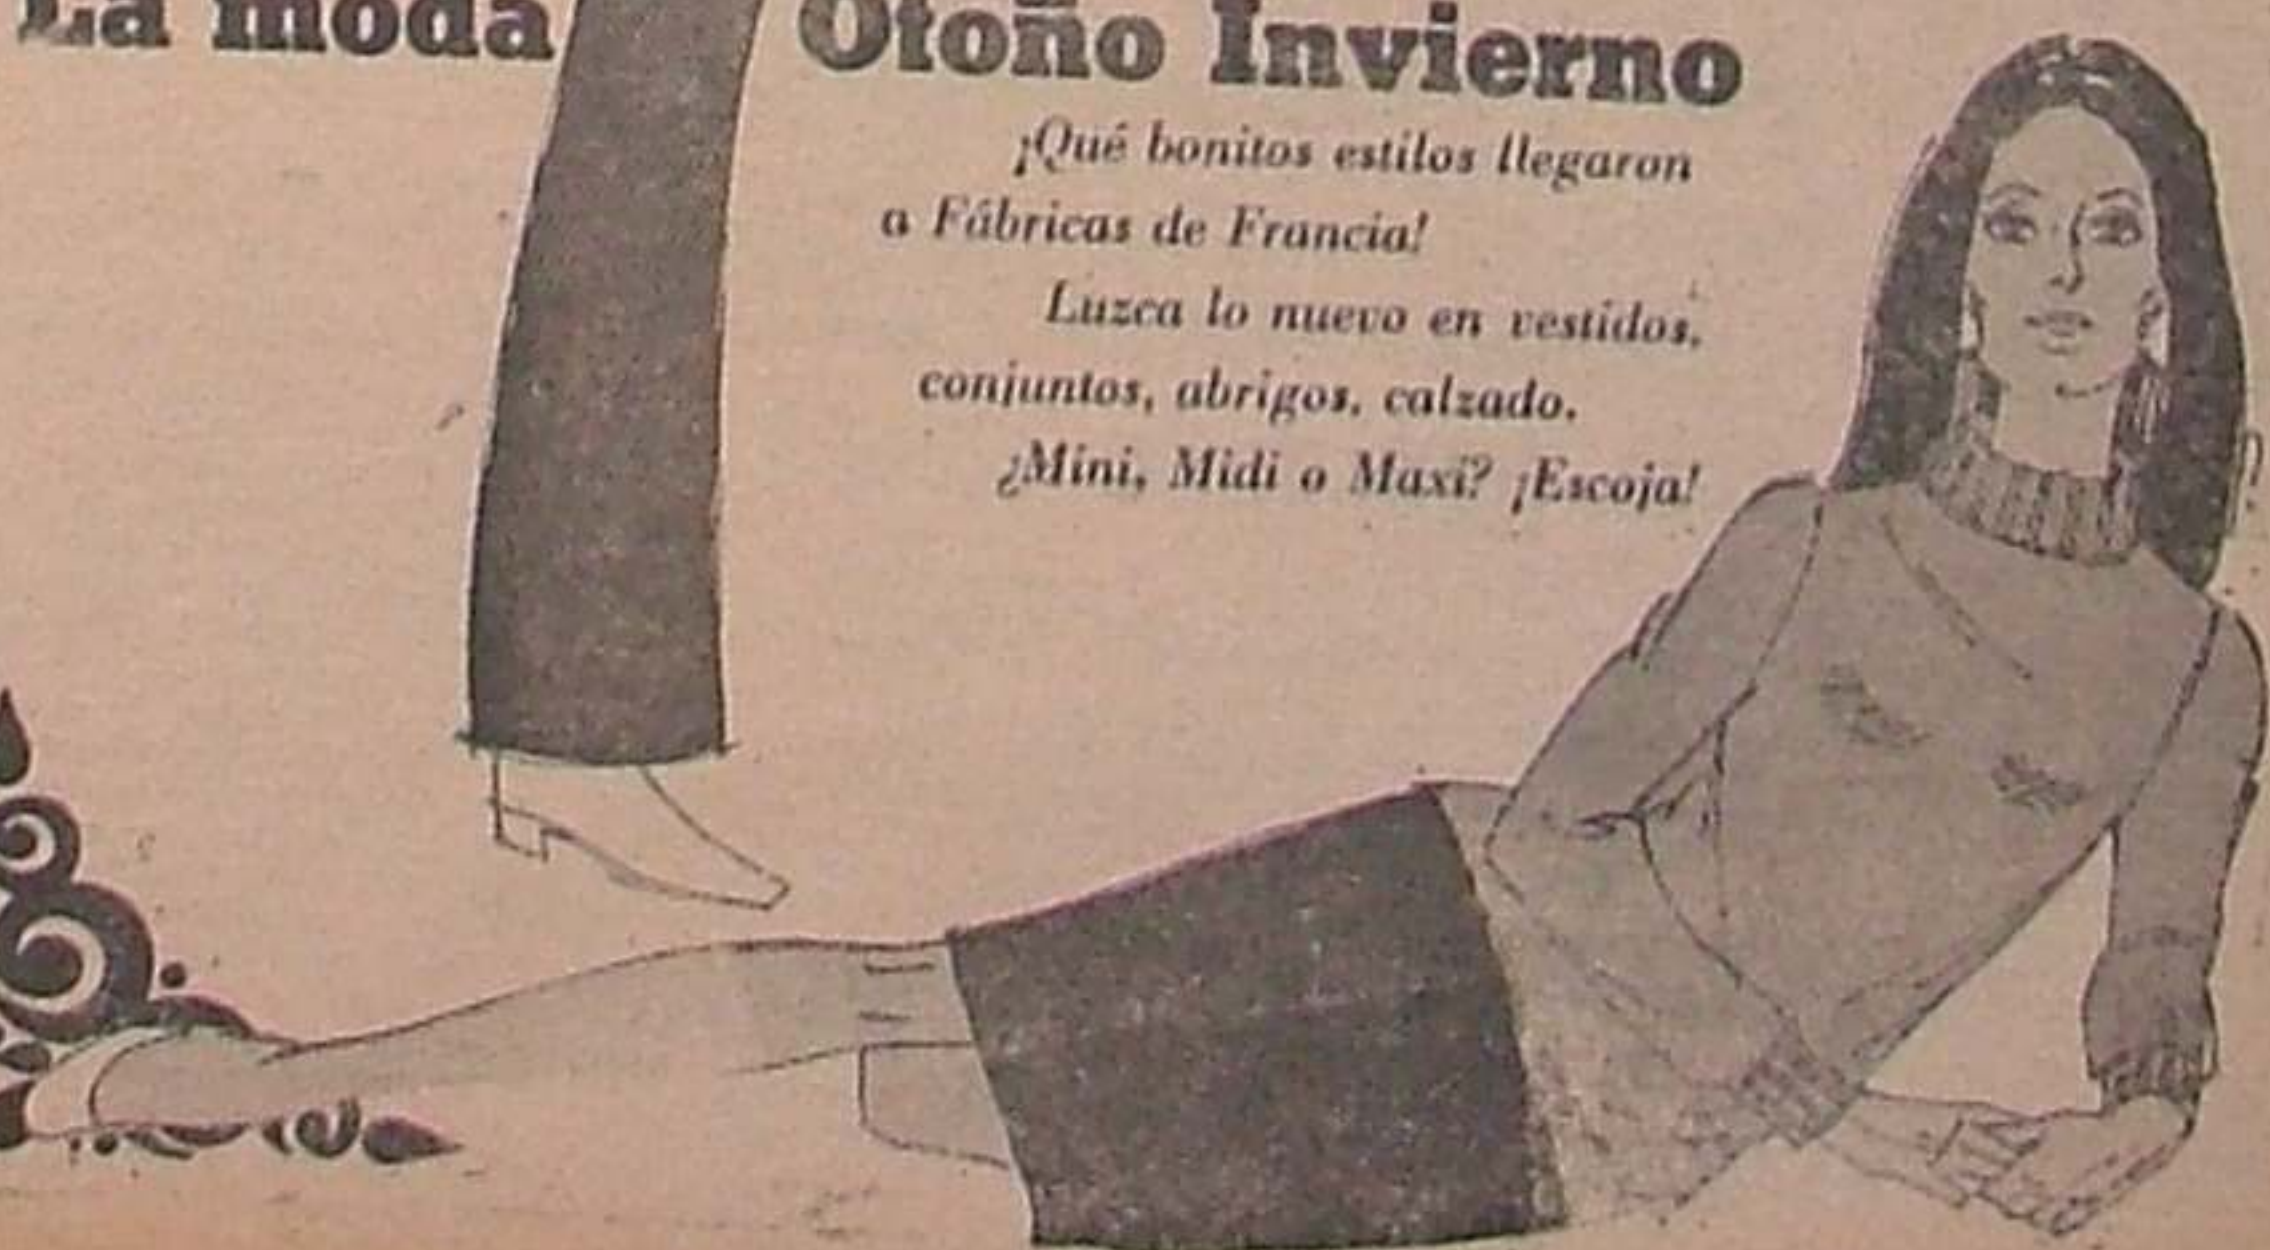 La moda Otoño Invierno
¡Qué bonitos estilos llegaron
a Fábricas de Francia!
Luzca lo nuevo en vestidos,
conjuntos, abrigos, calzado.
¿Mini, Midi o Maxi? ¡Escoja!